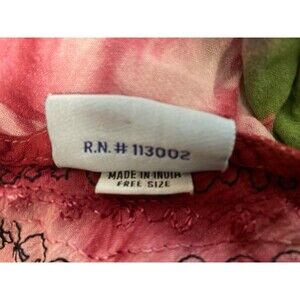 R.N. # 113002
MADE IN INDIA
FREE SIZE